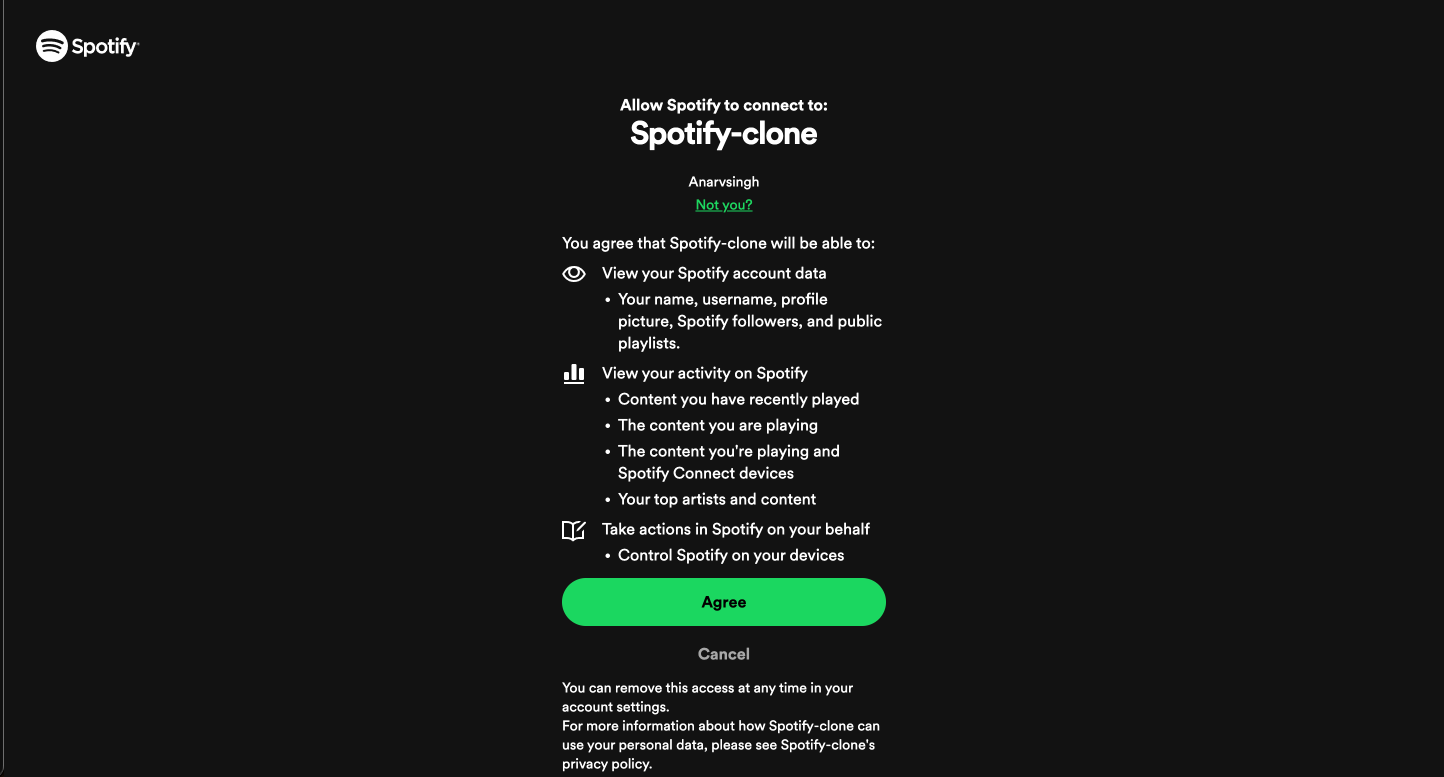 Spotify
Allow Spotify to connect to:
Spotify-clone
Anarvsingh
Not you?
You agree that Spotify-clone will be able to:
View your Spotify account data
• Your name, username, profile
picture, Spotify followers, and public
playlists.
View your activity on Spotify
• Content you have recently played
• The content you are playing
• The content you're playing and
Spotify Connect devices
• Your top artists and content
Take actions in Spotify on your behalf
• Control Spotify on your devices
Agree
Cancel
You can remove this access at any time in your
account settings.
For more information about how Spotify-clone can
use your personal data, please see Spotify-clone's
privacy policy.